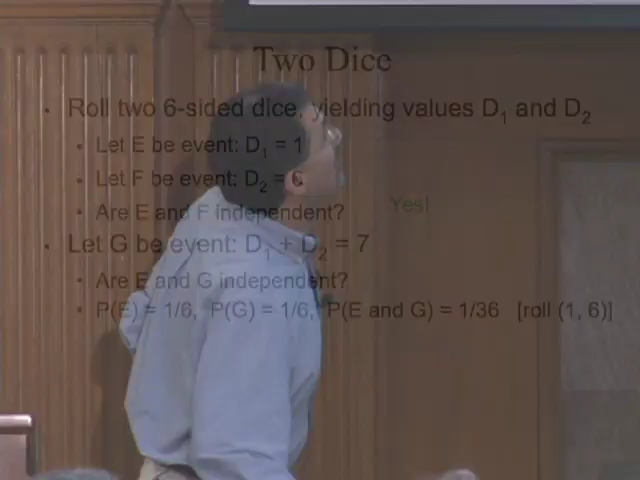 Two Dice
• Roll two 6-sided dice, yielding values D1 and D2
• Let E be event: D1 = 1
• Let F be event: D2 =
• Are E and F independent? Yes!
• Let G be event: D1 + D2 = 7
• Are E and G independent?
• P(E) = 1/6, P(G) = 1/6, P(E and G) = 1/36 [roll (1, 6)]